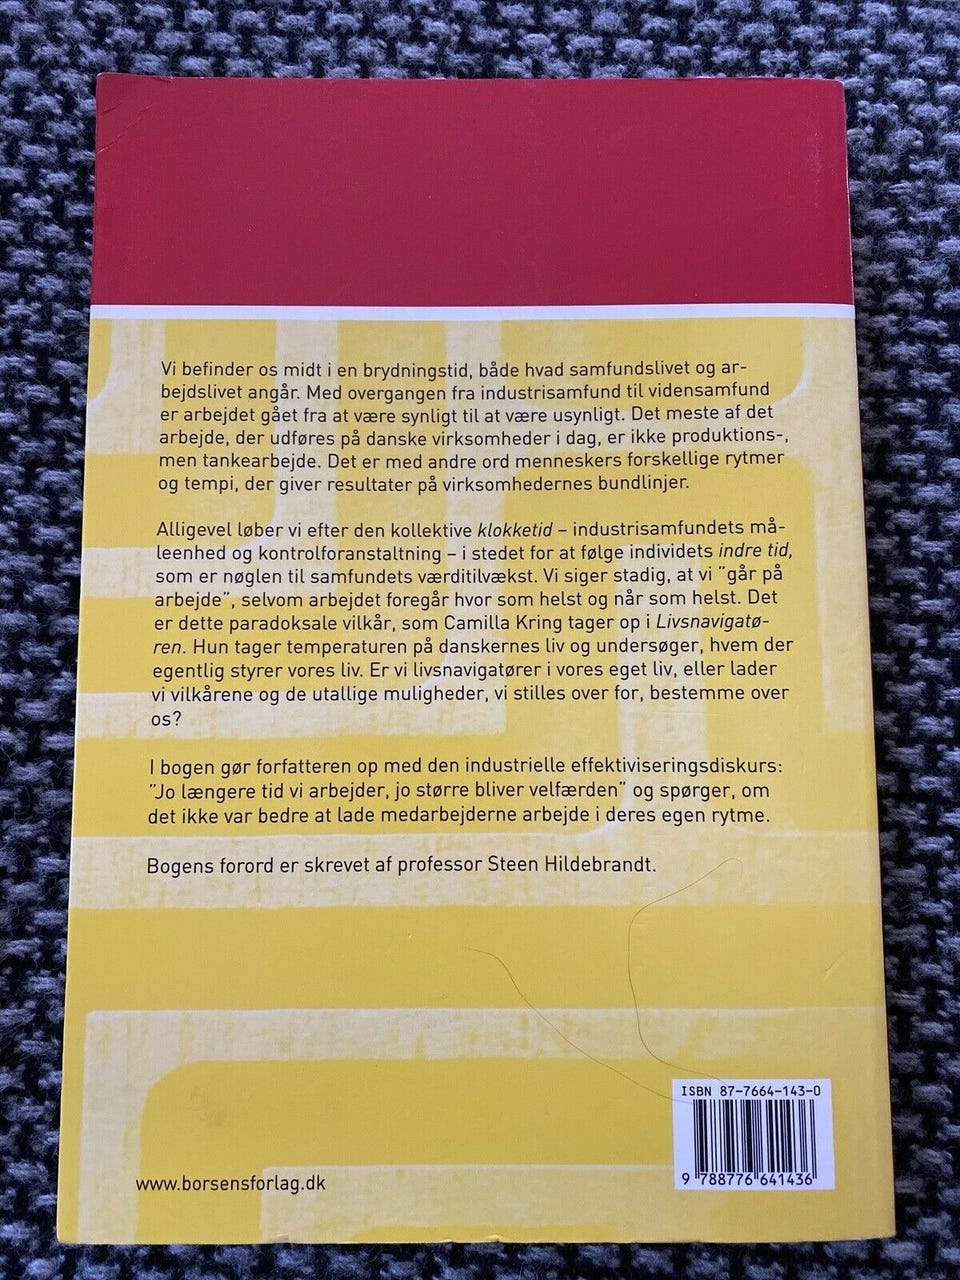 Vi befinder os midt i en brydningstid, både hvad samfundslivet og ar-
bejdslivet angår. Med overgangen fra industrisamfund til vidensamfund
er arbejdet gået fra at være synligt til at være usynligt. Det meste af det
arbejde, der udføres på danske virksomheder i dag, er ikke produktions-,
men tankearbejde. Det er med andre ord menneskers forskellige rytmer
og tempi, der giver resultater på virksomhedernes bundlinjer.
Alligevel løber vi efter den kollektive klokketid – industrisamfundets må-
leenhed og kontrolforanstaltning – i stedet for at følge individets indre tid,
som er nøglen til samfundets værditilvækst. Vi siger stadig, at vi ”går på
arbejde”, selvom arbejdet foregår hvor som helst og når som helst. Det
er dette paradoksale vilkår, som Camilla Kring tager op i Livsnavigatø-
ren. Hun tager temperaturen på danskernes liv og undersøger, hvem der
egentlig styrer vores liv. Er vi livsnavigatører i vores eget liv, eller lader
vi vilkårene og de utallige muligheder, vi stilles over for, bestemme over
os?
I bogen gør forfatteren op med den industrielle effektiviseringsdiskurs:
”Jo længere tid vi arbejder, jo større bliver velfærden” og spørger, om
det ikke var bedre at lade medarbejderne arbejde i deres egen rytme.
Bogens forord er skrevet af professor Steen Hildebrandt.
ISBN 87-7664-143-0
9 788776 641436
www.borsensforlag.dk